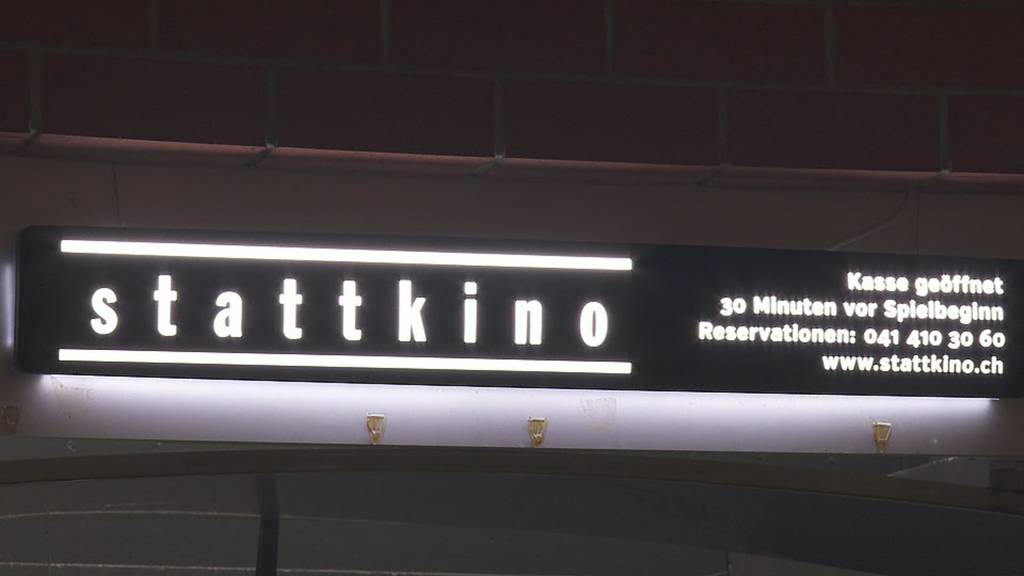 stattkino
Kasse geöffnet
30 Minuten vor Spielbeginn
Reservationen: 041 410 30 60
www.stattkino.ch